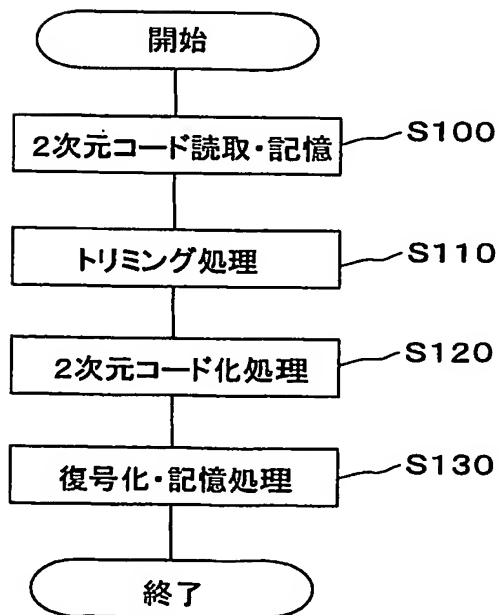 開始
2次元コード読取・記憶
S100
トリミング処理
S110
2次元コード化処理
S120
復号化・記憶処理
S130
終了